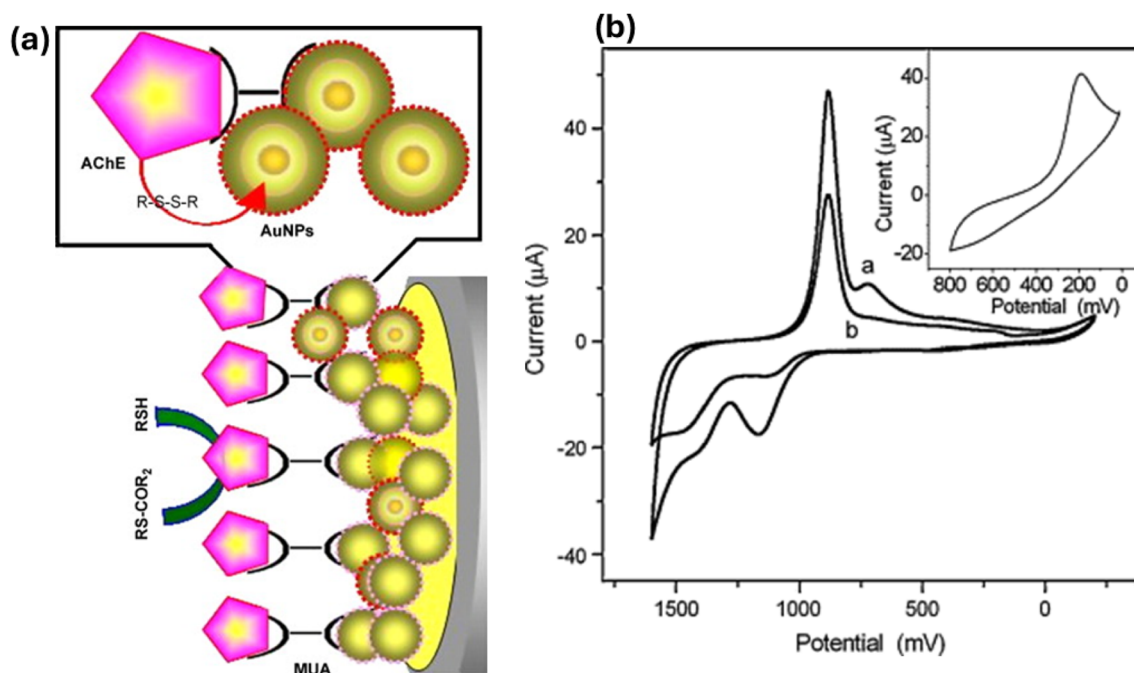 (a)
AChE
R-S-S-R
AuNPs
RSH
RS-COR2
MUA
(b)
Current (µA)
40
20
0
-20
-40
1500
1000
500
0
Potential (mV)
a
b
Current (µA)
40
20
0
-20
800 600 400 200 0
Potential (mV)